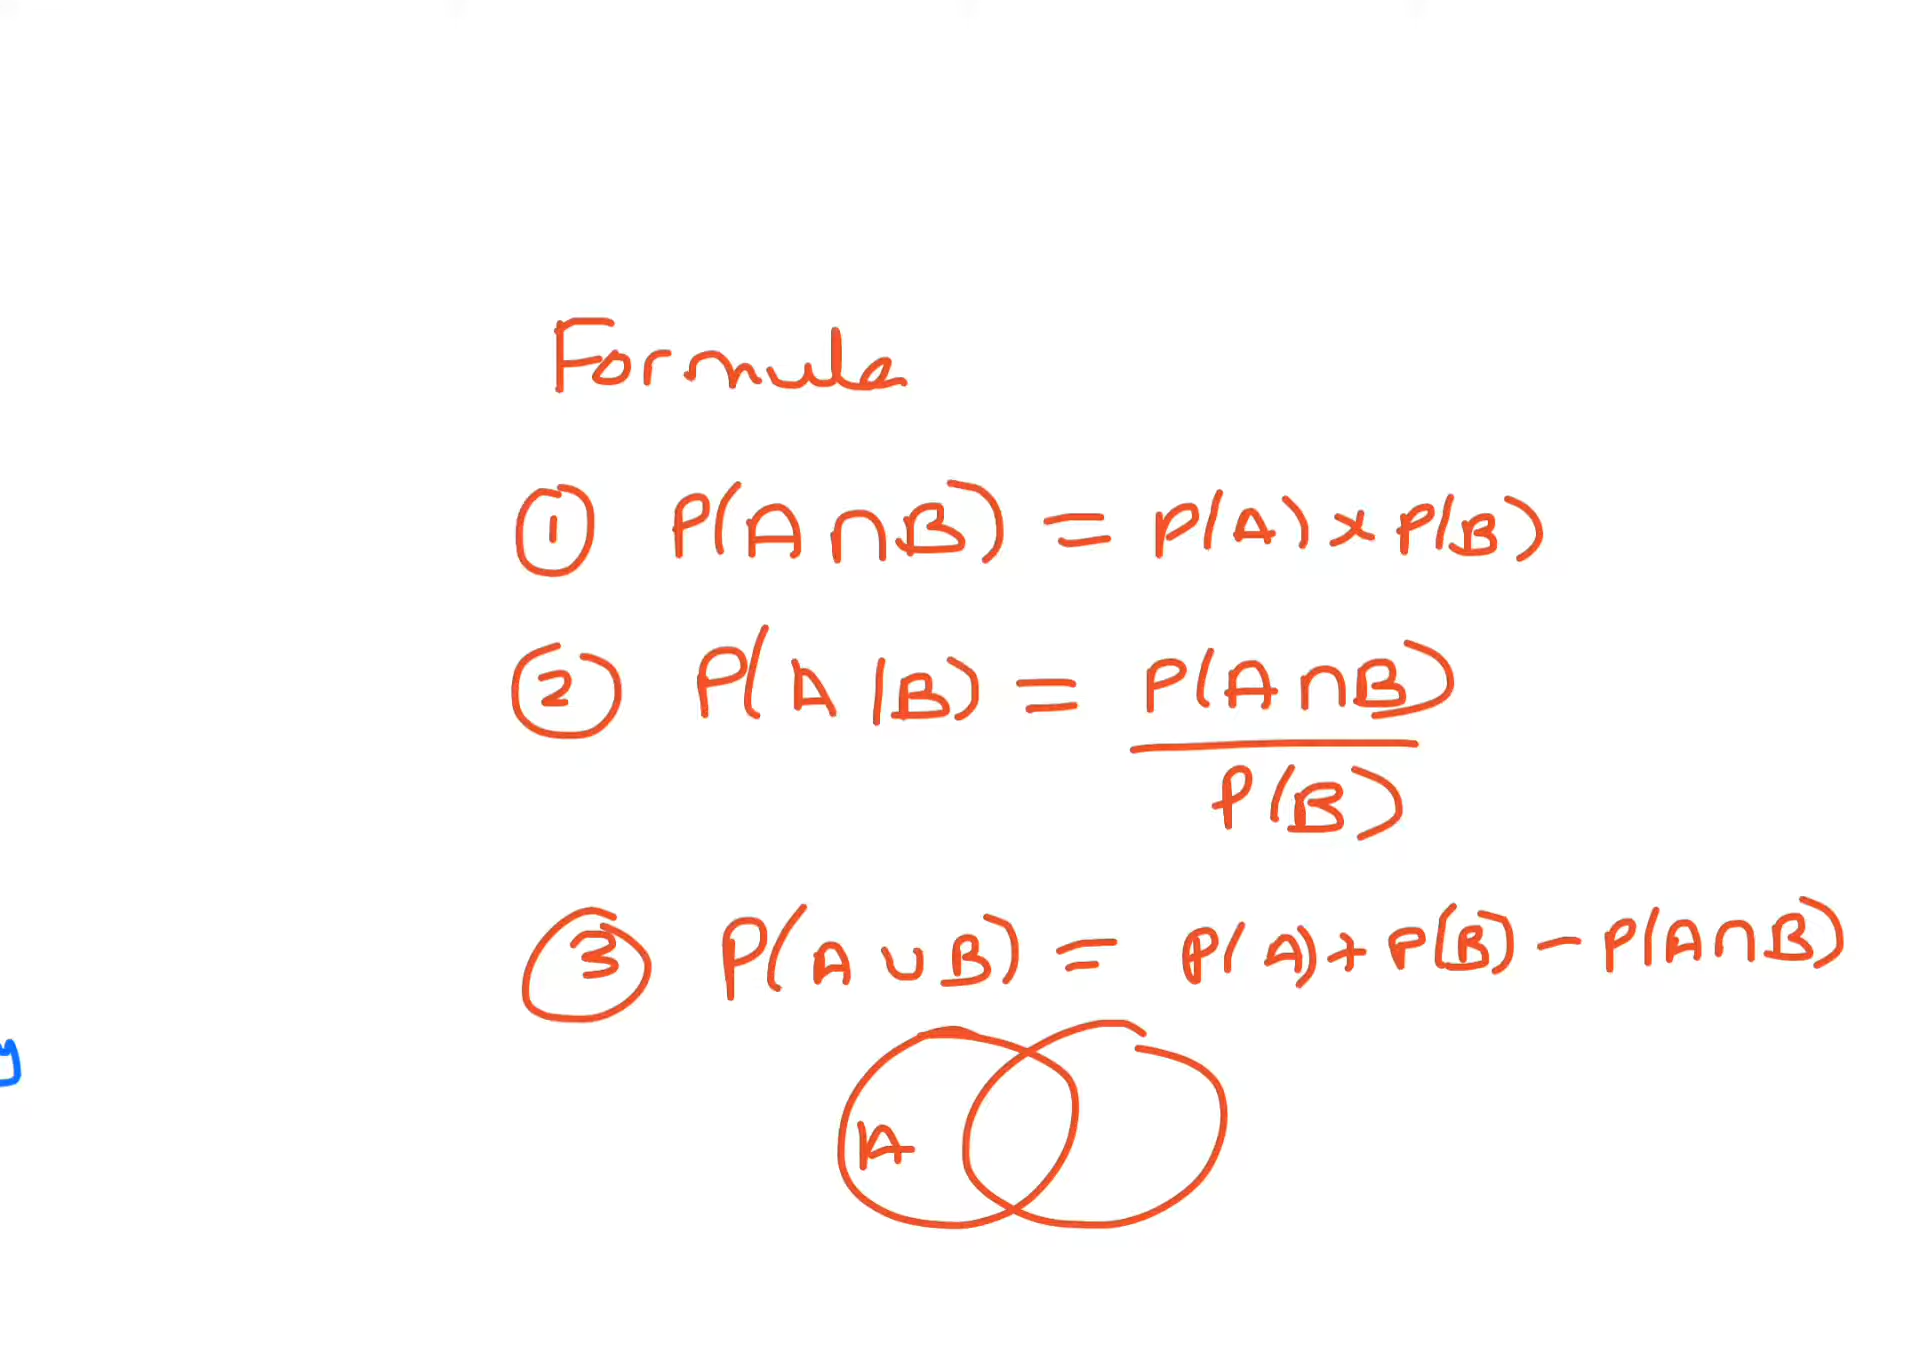 Formula
① P(A∩B) = P(A) × P(B)
② P(A|B) = P(A∩B)
P(B)
③ P(A∪B) = P(A) + P(B) - P(A∩B)
y
A